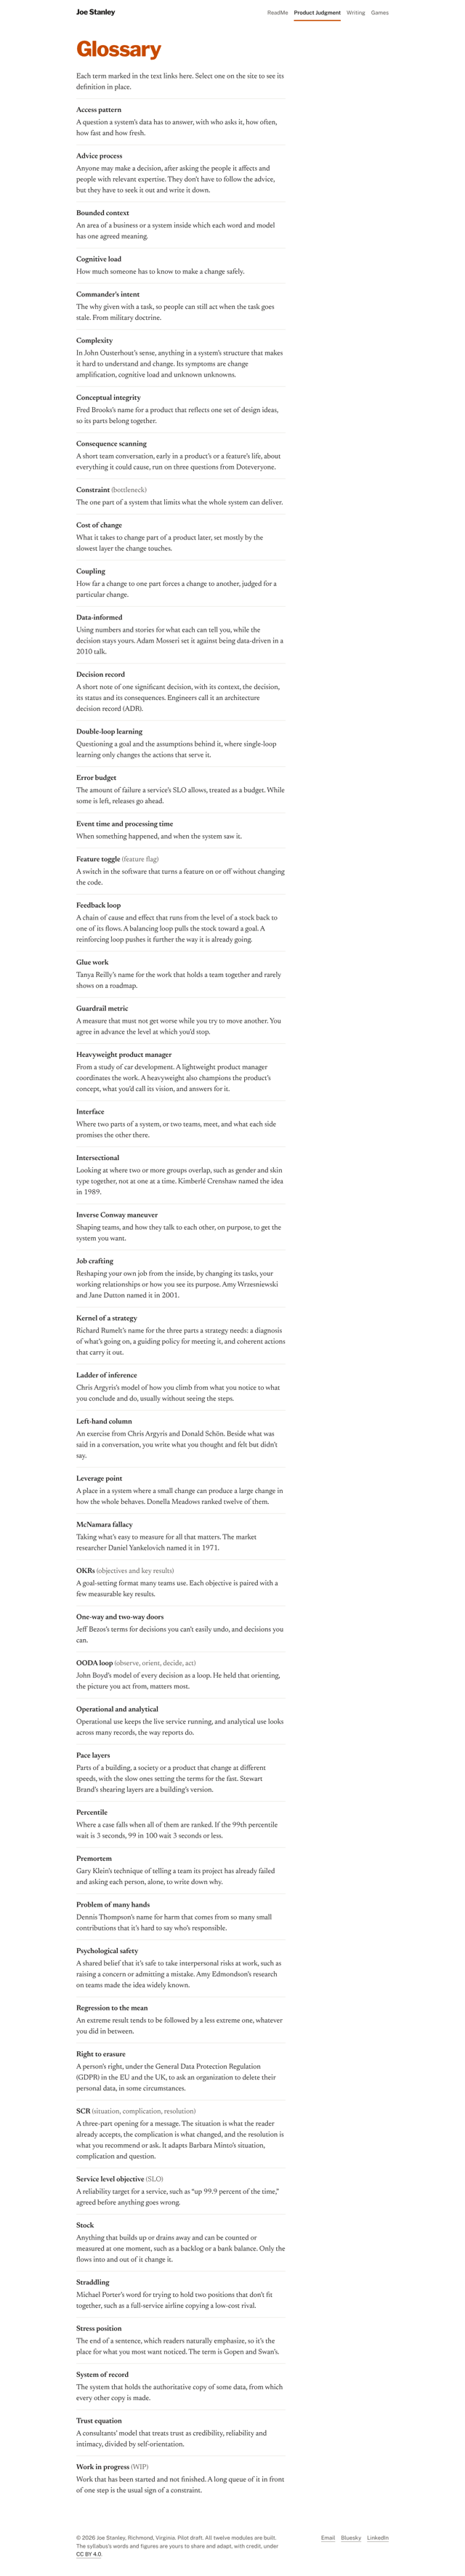 Joe Stanley
ReadMe Product Judgment Writing Games
Glossary
Each term marked in the text links here. Select one on the site to see its
definition in place.
Access pattern
A question a system's data has to answer, with who asks it, how often,
how fast and how fresh.
Advice process
Anyone may make a decision, after asking the people it affects and
people with relevant expertise. They don't have to follow the advice,
but they have to seek it out and write it down.
Bounded context
An area of a business or a system inside which each word and model
has one agreed meaning.
Cognitive load
How much someone has to know to make a change safely.
Commander's intent
The why given with a task, so people can still act when the task goes
stale. From military doctrine.
Complexity
In John Ousterhout's sense, anything in a system's structure that makes
it hard to understand and change. Its symptoms are change
amplification, cognitive load and unknown unknowns.
Conceptual integrity
Fred Brooks's name for a product that reflects one set of design ideas,
so its parts belong together.
Consequence scanning
A short team conversation, early in a product's or a feature's life, about
everything it could cause, run on three questions from Doteveryone.
Constraint (bottleneck)
The one part of a system that limits what the whole system can deliver.
Cost of change
What it takes to change part of a product later, set mostly by the
slowest layer the change touches.
Coupling
How far a change to one part forces a change to another, judged for a
particular change.
Data-informed
Using numbers and stories for what each can tell you, while the
decision stays yours. Adam Mosseri set it against being data-driven in a
2010 talk.
Decision record
A short note of one significant decision, with its context, the decision,
its status and its consequences. Engineers call it an architecture
decision record (ADR).
Double-loop learning
Questioning a goal and the assumptions behind it, where single-loop
learning only changes the actions that serve it.
Error budget
The amount of failure a service's SLO allows, treated as a budget. While
some is left, releases go ahead.
Event time and processing time
When something happened, and when the system saw it.
Feature toggle (feature flag)
A switch in the software that turns a feature on or off without changing
the code.
Feedback loop
A chain of cause and effect that runs from the level of a stock back to
one of its flows. A balancing loop pulls the stock toward a goal. A
reinforcing loop pushes it further the way it is already going.
Glue work
Tanya Reilly's name for the work that holds a team together and rarely
shows on a roadmap.
Guardrail metric
A measure that must not get worse while you try to move another. You
agree in advance the level at which you'd stop.
Heavyweight product manager
From a study of car development. A lightweight product manager
coordinates the work. A heavyweight also champions the product's
concept, what you'd call its vision, and answers for it.
Interface
Where two parts of a system, or two teams, meet, and what each side
promises the other there.
Intersectional
Looking at where two or more groups overlap, such as gender and skin
type together, not at one at a time. Kimberlé Crenshaw named the idea
in 1989.
Inverse Conway maneuver
Shaping teams, and how they talk to each other, on purpose, to get the
system you want.
Job crafting
Reshaping your own job from the inside, by changing its tasks, your
working relationships or how you see its purpose. Amy Wrzesniewski
and Jane Dutton named it in 2001.
Kernel of a strategy
Richard Rumelt's name for the three parts a strategy needs: a diagnosis
of what's going on, a guiding policy for meeting it, and coherent actions
that carry it out.
Ladder of inference
Chris Argyris's model of how you climb from what you notice to what
you conclude and do, usually without seeing the steps.
Left-hand column
An exercise from Chris Argyris and Donald Schön. Beside what was
said in a conversation, you write what you thought and felt but didn't
say.
Leverage point
A place in a system where a small change can produce a large change in
how the whole behaves. Donella Meadows ranked twelve of them.
McNamara fallacy
Taking what's easy to measure for all that matters. The market
researcher Daniel Yankelovich named it in 1971.
OKRs (objectives and key results)
A goal-setting format many teams use. Each objective is paired with a
few measurable key results.
One-way and two-way doors
Jeff Bezos's terms for decisions you can't easily undo, and decisions you
can.
OODA loop (observe, orient, decide, act)
John Boyd's model of every decision as a loop. He held that orienting,
the picture you act from, matters most.
Operational and analytical
Operational use keeps the live service running, and analytical use looks
across many records, the way reports do.
Pace layers
Parts of a building, a society or a product that change at different
speeds, with the slow ones setting the terms for the fast. Stewart
Brand's shearing layers are a building's version.
Percentile
Where a case falls when all of them are ranked. If the 99th percentile
wait is 3 seconds, 99 in 100 wait 3 seconds or less.
Premortem
Gary Klein's technique of telling a team its project has already failed
and asking each person, alone, to write down why.
Problem of many hands
Dennis Thompson's name for harm that comes from so many small
contributions that it's hard to say who's responsible.
Psychological safety
A shared belief that it's safe to take interpersonal risks at work, such as
raising a concern or admitting a mistake. Amy Edmondson's research
on teams made the idea widely known.
Regression to the mean
An extreme result tends to be followed by a less extreme one, whatever
you did in between.
Right to erasure
A person's right, under the General Data Protection Regulation
(GDPR) in the EU and the UK, to ask an organization to delete their
personal data, in some circumstances.
SCR (situation, complication, resolution)
A three-part opening for a message. The situation is what the reader
already accepts, the complication is what changed, and the resolution is
what you recommend or ask. It adapts Barbara Minto's situation,
complication and question.
Service level objective (SLO)
A reliability target for a service, such as “up 99.9 percent of the time,”
agreed before anything goes wrong.
Stock
Anything that builds up or drains away and can be counted or
measured at one moment, such as a backlog or a bank balance. Only the
flows into and out of it change it.
Straddling
Michael Porter's word for trying to hold two positions that don't fit
together, such as a full-service airline copying a low-cost rival.
Stress position
The end of a sentence, which readers naturally emphasize, so it's the
place for what you most want noticed. The term is Gopen and Swan's.
System of record
The system that holds the authoritative copy of some data, from which
every other copy is made.
Trust equation
A consultants' model that treats trust as credibility, reliability and
intimacy, divided by self-orientation.
Work in progress (WIP)
Work that has been started and not finished. A long queue of it in front
of one step is the usual sign of a constraint.
© 2026 Joe Stanley, Richmond, Virginia. Pilot draft. All twelve modules are built.
The syllabus's words and figures are yours to share and adapt, with credit, under
CC BY 4.0.
Email Bluesky LinkedIn